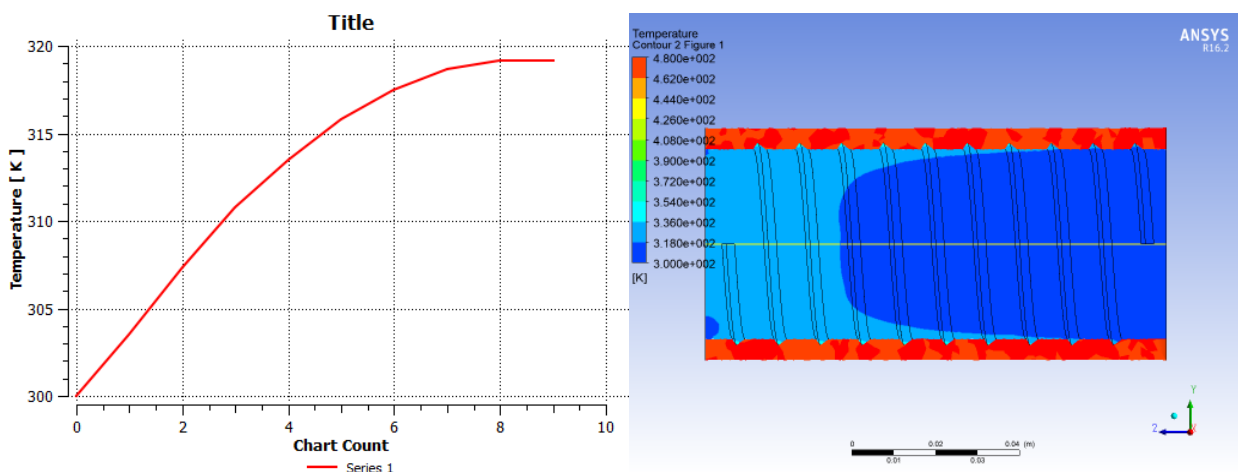 Title
320
315
310
305
300
Temperature [ K ]
0 2 4 6 8 10
Chart Count
Series 1
Temperature
Contour 2 Figure 1
4.800e+002
4.620e+002
4.440e+002
4.260e+002
4.080e+002
3.900e+002
3.720e+002
3.540e+002
3.360e+002
3.180e+002
3.000e+002
[K]
ANSYS
R16.2
0 0.02 0.04 (m)
0.01 0.03
Y
Z
X